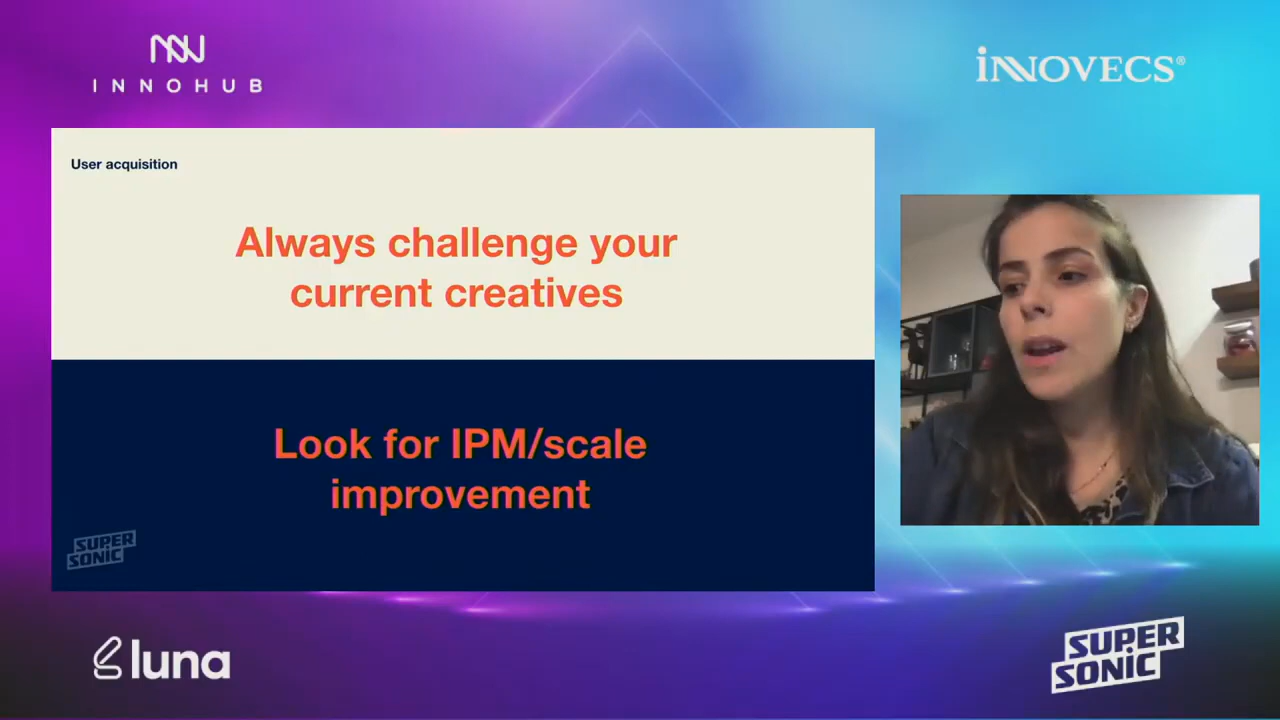 INNOHUB
innovecs®
User acquisition
Always challenge your
current creatives
Look for IPM/scale
improvement
SUPER
SONIC
luna
SUPER
SONIC